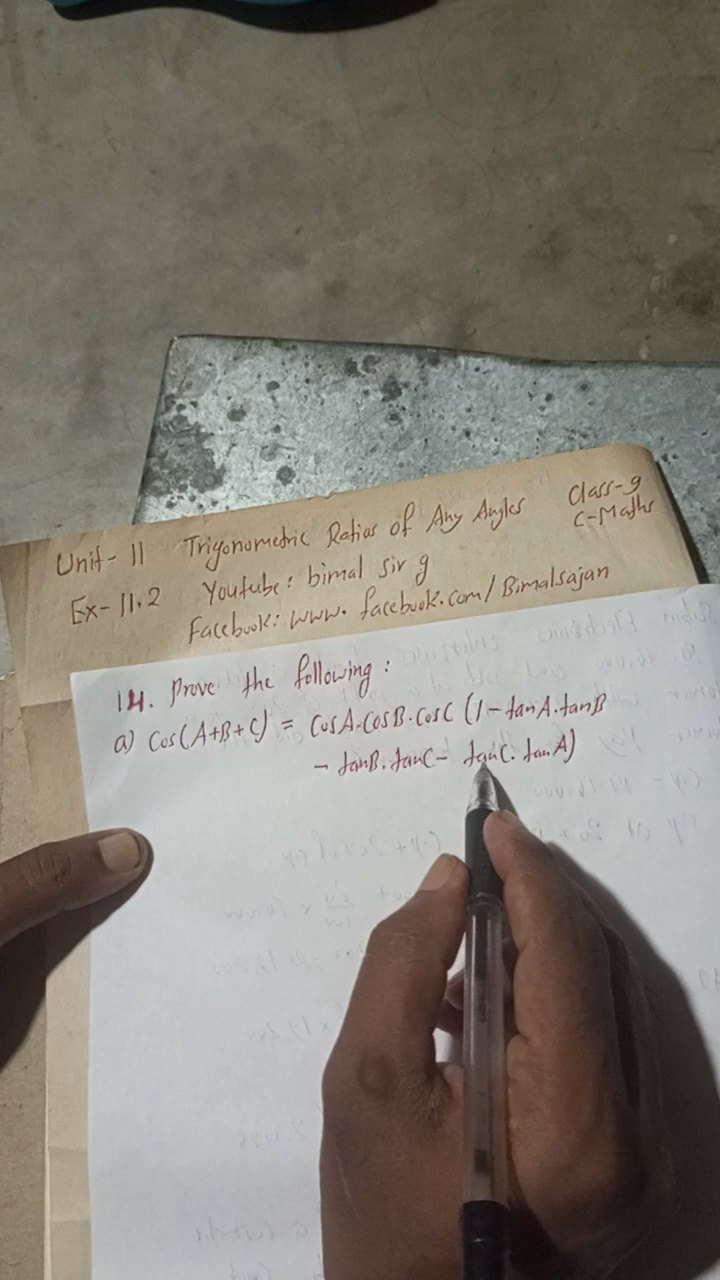 Unit- 11 Trigonometric Ratios of Any Angles Class-9
C-Maths
Ex- 11.2 Youtube: bimal sir g
Facebook: www. facebook.com/Bimalsajan
14. Prove the following:
a) Cos(A+B+C) = CosA.CosB.CosC (1-tanA.tanB
- tanB.tanC- tanC.tanA)